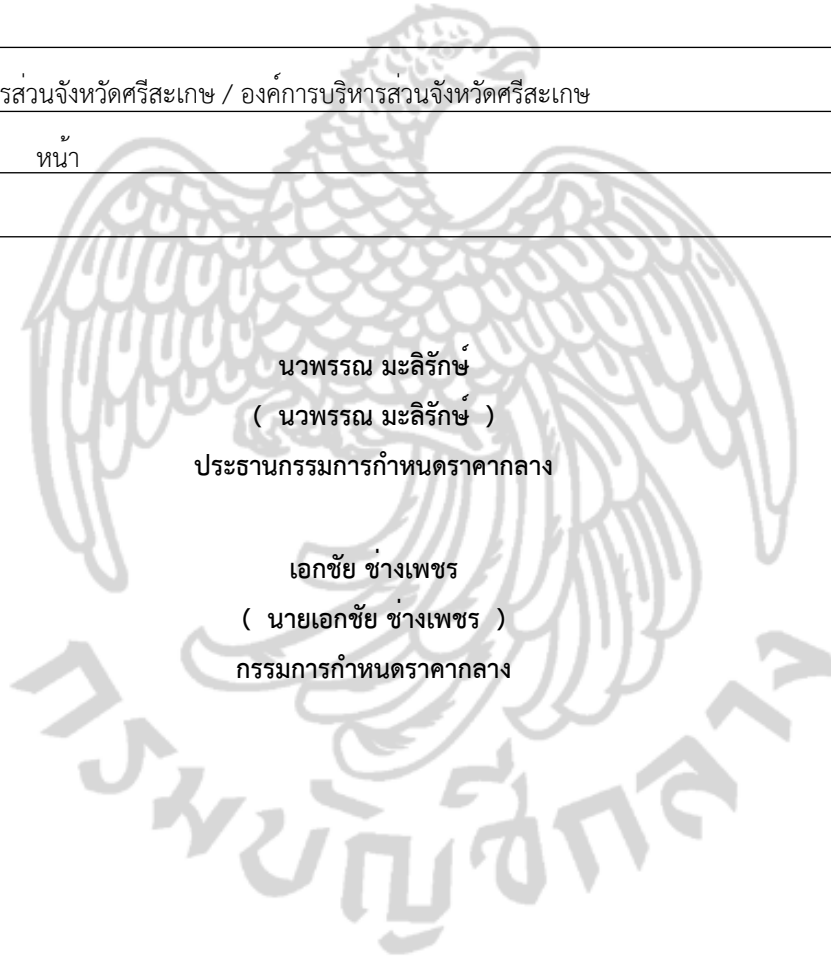 รส่วนจังหวัดศรีสะเกษ / องค์การบริหารส่วนจังหวัดศรีสะเกษ
หน้า
นวพรรณ มะลิรักษ์
( นวพรรณ มะลิรักษ์ )
ประธานกรรมการกำหนดราคากลาง
เอกชัย ช่างเพชร
( นายเอกชัย ช่างเพชร )
กรรมการกำหนดราคากลาง
กรมบัญชีกลาง